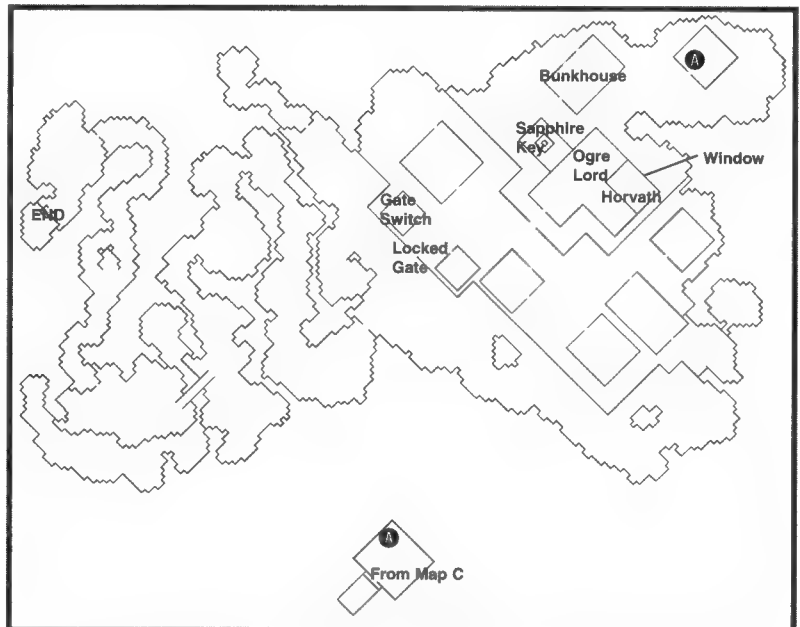 A
Bunkhouse
Sapphire
Key
Ogre
Lord
Window
Horvath
Gate
Switch
END
Locked
Gate
A
From Map C